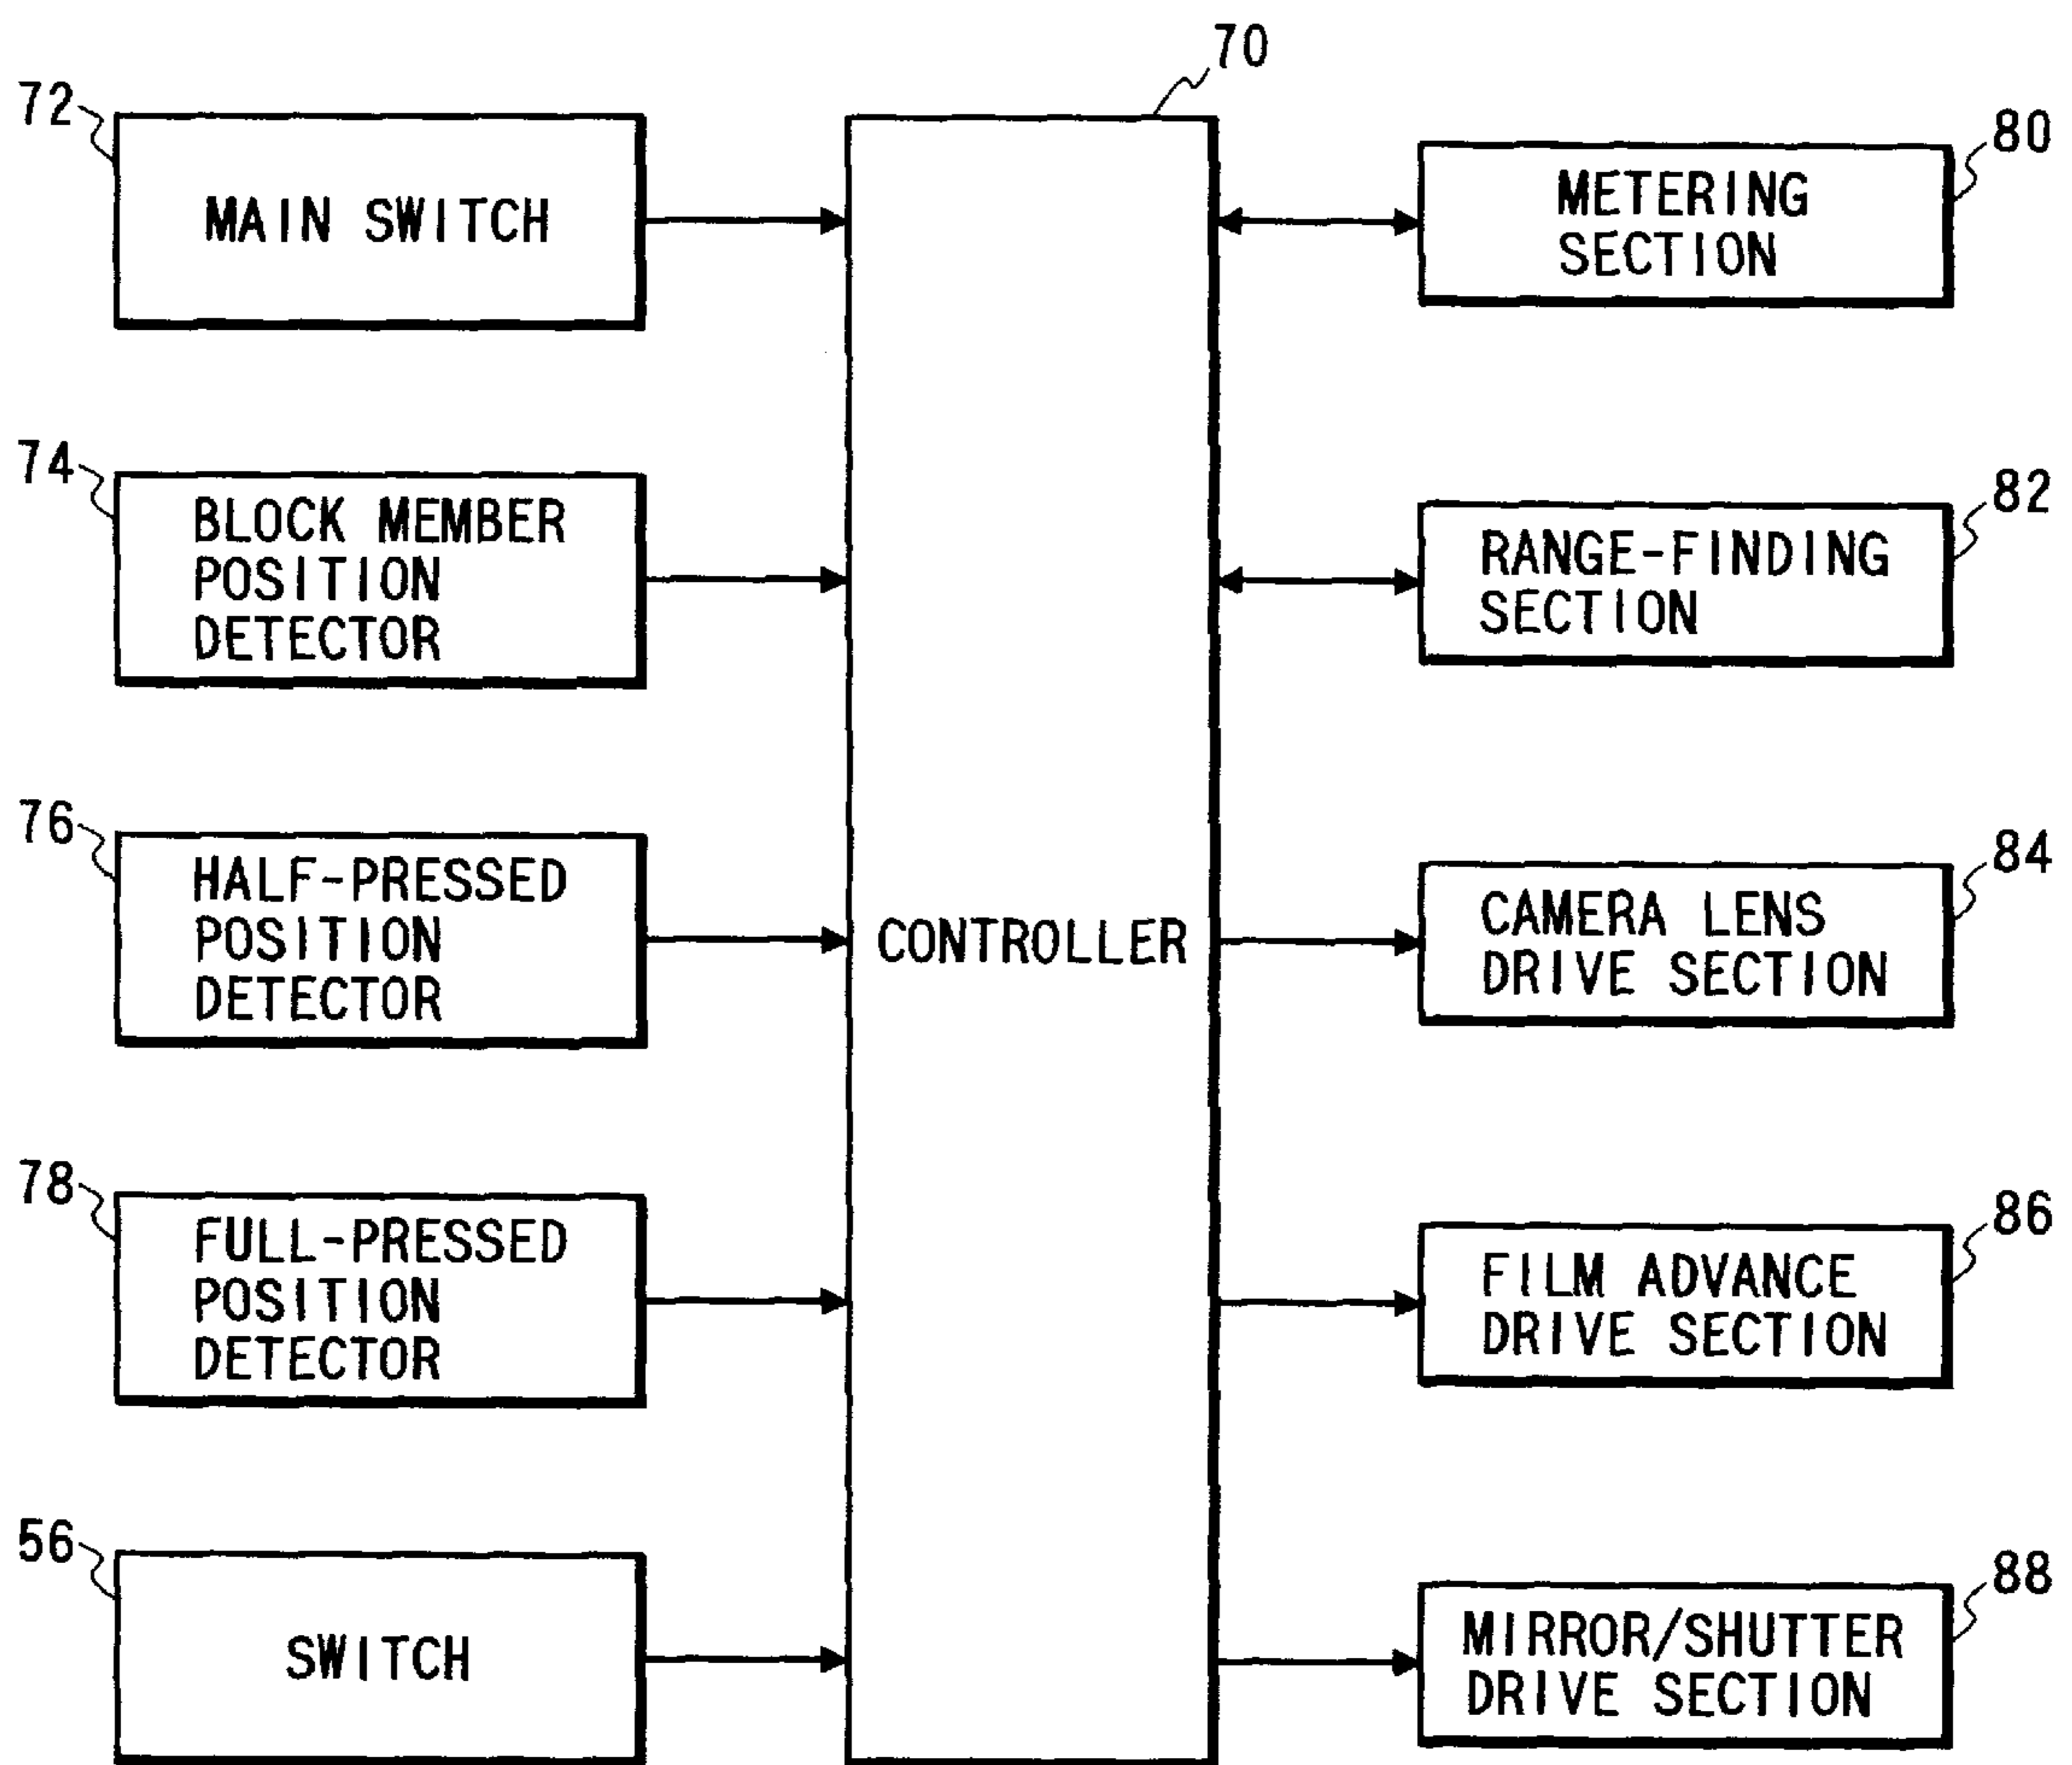 70
72
MAIN SWITCH
74
BLOCK MEMBER
POSITION
DETECTOR
76
HALF-PRESSED
POSITION
DETECTOR
78
FULL-PRESSED
POSITION
DETECTOR
56
SWITCH
CONTROLLER
80
METERING
SECTION
82
RANGE-FINDING
SECTION
84
CAMERA LENS
DRIVE SECTION
86
FILM ADVANCE
DRIVE SECTION
88
MIRROR/SHUTTER
DRIVE SECTION